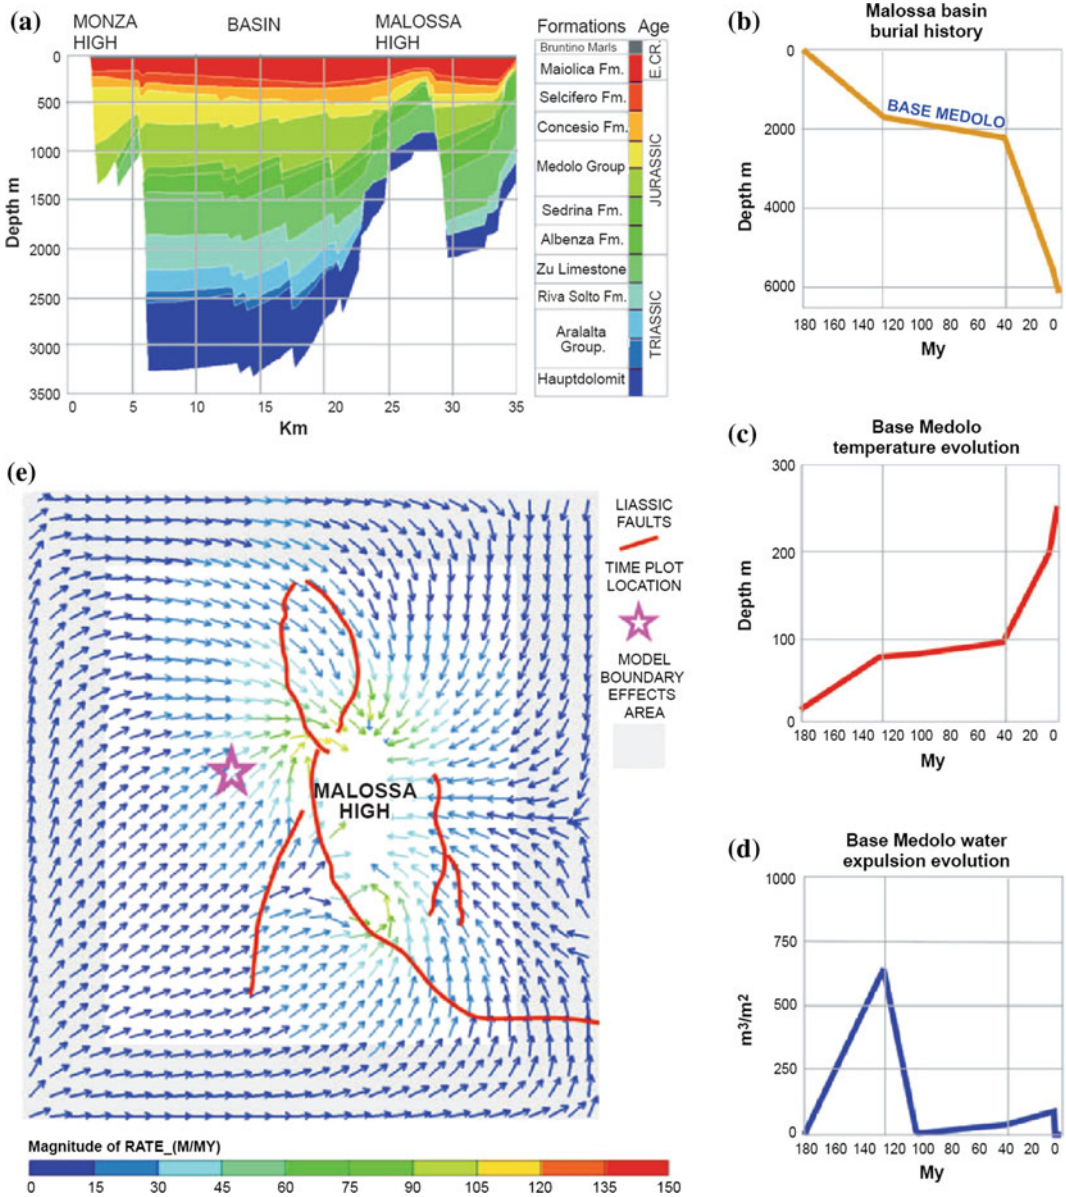 (a)
MONZA
HIGH
BASIN
MALOSSA
HIGH
Depth m
0
500
1000
1500
2000
2500
3000
3500
0
5
10
15
20
25
30
35
Km
Formations Age
Bruntino Marls
Maiolica Fm.
Selcifero Fm.
Concesio Fm.
Medolo Group
Sedrina Fm.
Albenza Fm.
Zu Limestone
Riva Solto Fm.
Aralalta
Group.
Hauptdolomit
E.CR.
JURASSIC
TRIASSIC
(b)
Malossa basin
burial history
BASE MEDOLO
Depth m
0
2000
4000
6000
180 160 140 120 100 80 60 40 20 0
My
(c)
Base Medolo
temperature evolution
Depth m
300
200
100
0
180 160 140 120 100 80 60 40 20 0
My
(d)
Base Medolo water
expulsion evolution
m³/m²
1000
750
500
250
0
180 160 140 120 100 80 60 40 20 0
My
(e)
LIASSIC
FAULTS
TIME PLOT
LOCATION
MODEL
BOUNDARY
EFFECTS
AREA
MALOSSA
HIGH
Magnitude of RATE_(M/MY)
0 15 30 45 60 75 90 105 120 135 150